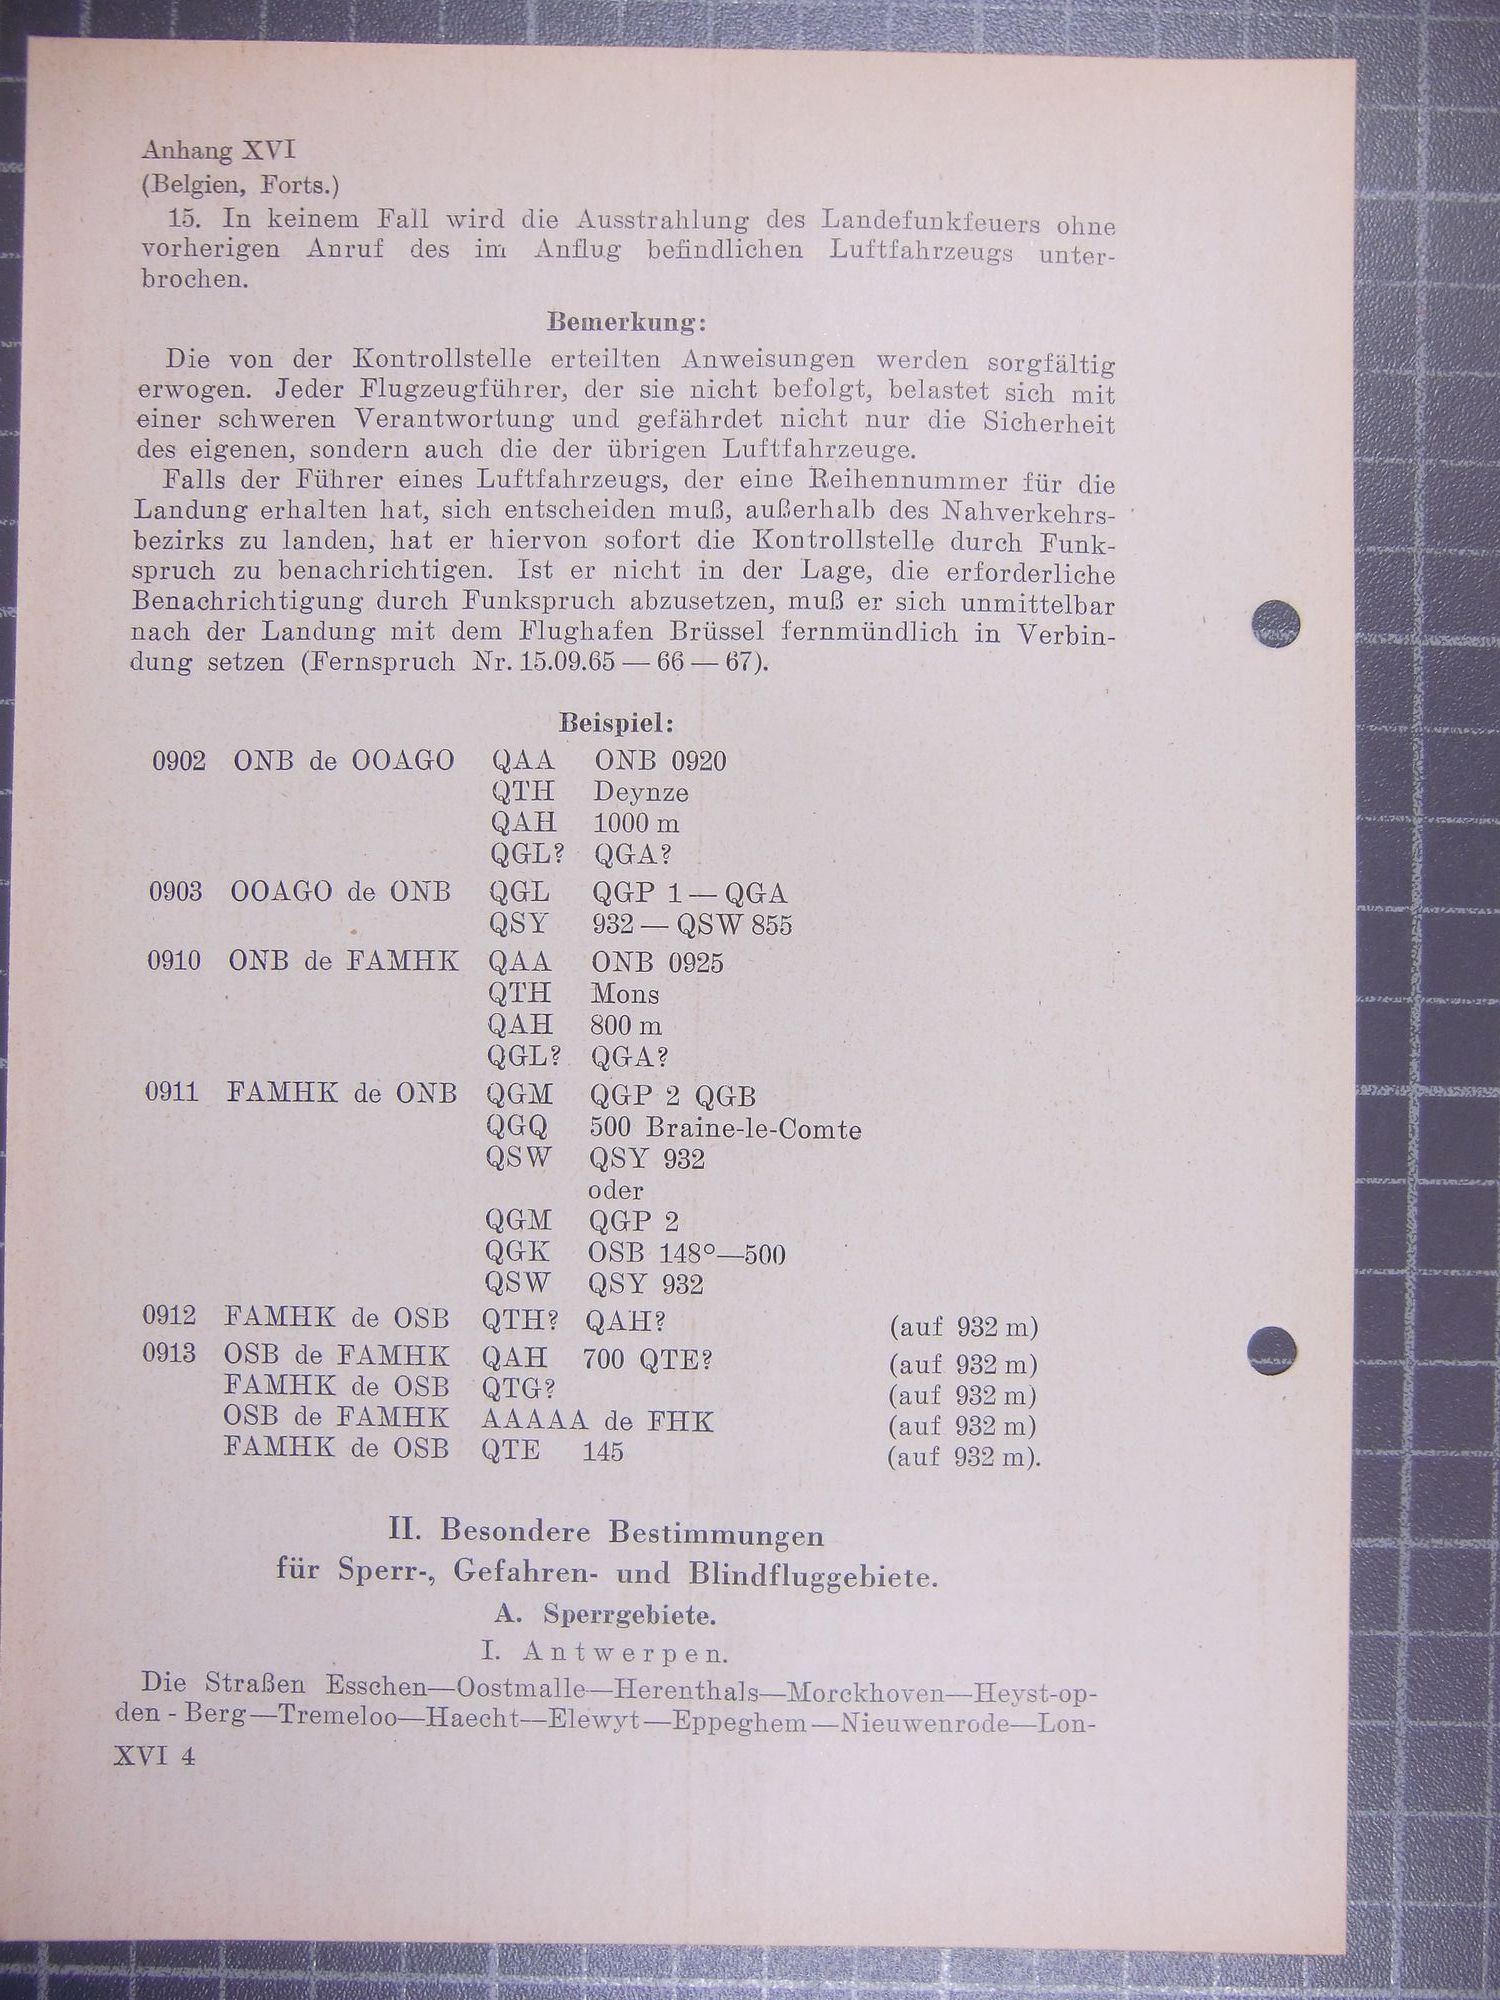 Anhang XVI
(Belgien, Forts.)
15. In keinem Fall wird die Ausstrahlung des Landefunkfeuers ohne
vorherigen Anruf des im Anflug befindlichen Luftfahrzeugs unter-
brochen.
Bemerkung:
Die von der Kontrollstelle erteilten Anweisungen werden sorgfältig
erwogen. Jeder Flugzeugführer, der sie nicht befolgt, belastet sich mit
einer schweren Verantwortung und gefährdet nicht nur die Sicherheit
des eigenen, sondern auch die der übrigen Luftfahrzeuge.
Falls der Führer eines Luftfahrzeugs, der eine Reihennummer für die
Landung erhalten hat, sich entscheiden muß, außerhalb des Nahverkehrs-
bezirks zu landen, hat er hiervon sofort die Kontrollstelle durch Funk-
spruch zu benachrichtigen. Ist er nicht in der Lage, die erforderliche
Benachrichtigung durch Funkspruch abzusetzen, muß er sich unmittelbar
nach der Landung mit dem Flughafen Brüssel fernmündlich in Verbin-
dung setzen (Fernspruch Nr. 15.09.65 — 66 — 67).
Beispiel:
0902 ONB de OOAGO QAA ONB 0920
QTH Deynze
QAH 1000 m
QGL? QGA?
0903 OOAGO de ONB QGL QGP 1 — QGA
QSY 932 — QSW 855
0910 ONB de FAMHK QAA ONB 0925
QTH Mons
QAH 800 m
QGL? QGA?
0911 FAMHK de ONB QGM QGP 2 QGB
QGQ 500 Braine-le-Comte
QSW QSY 932
oder
QGM QGP 2
QGK OSB 148°—500
QSW QSY 932
0912 FAMHK de OSB QTH? QAH? (auf 932 m)
0913 OSB de FAMHK QAH 700 QTE? (auf 932 m)
FAMHK de OSB QTG? (auf 932 m)
OSB de FAMHK AAAAA de FHK (auf 932 m)
FAMHK de OSB QTE 145 (auf 932 m).
II. Besondere Bestimmungen
für Sperr-, Gefahren- und Blindfluggebiete.
A. Sperrgebiete.
I. Antwerpen.
Die Straßen Esschen—Oostmalle—Herenthals—Morckhoven—Heyst-op-
den - Berg—Tremeloo—Haecht—Elewyt—Eppeghem—Nieuwenrode—Lon-
XVI 4